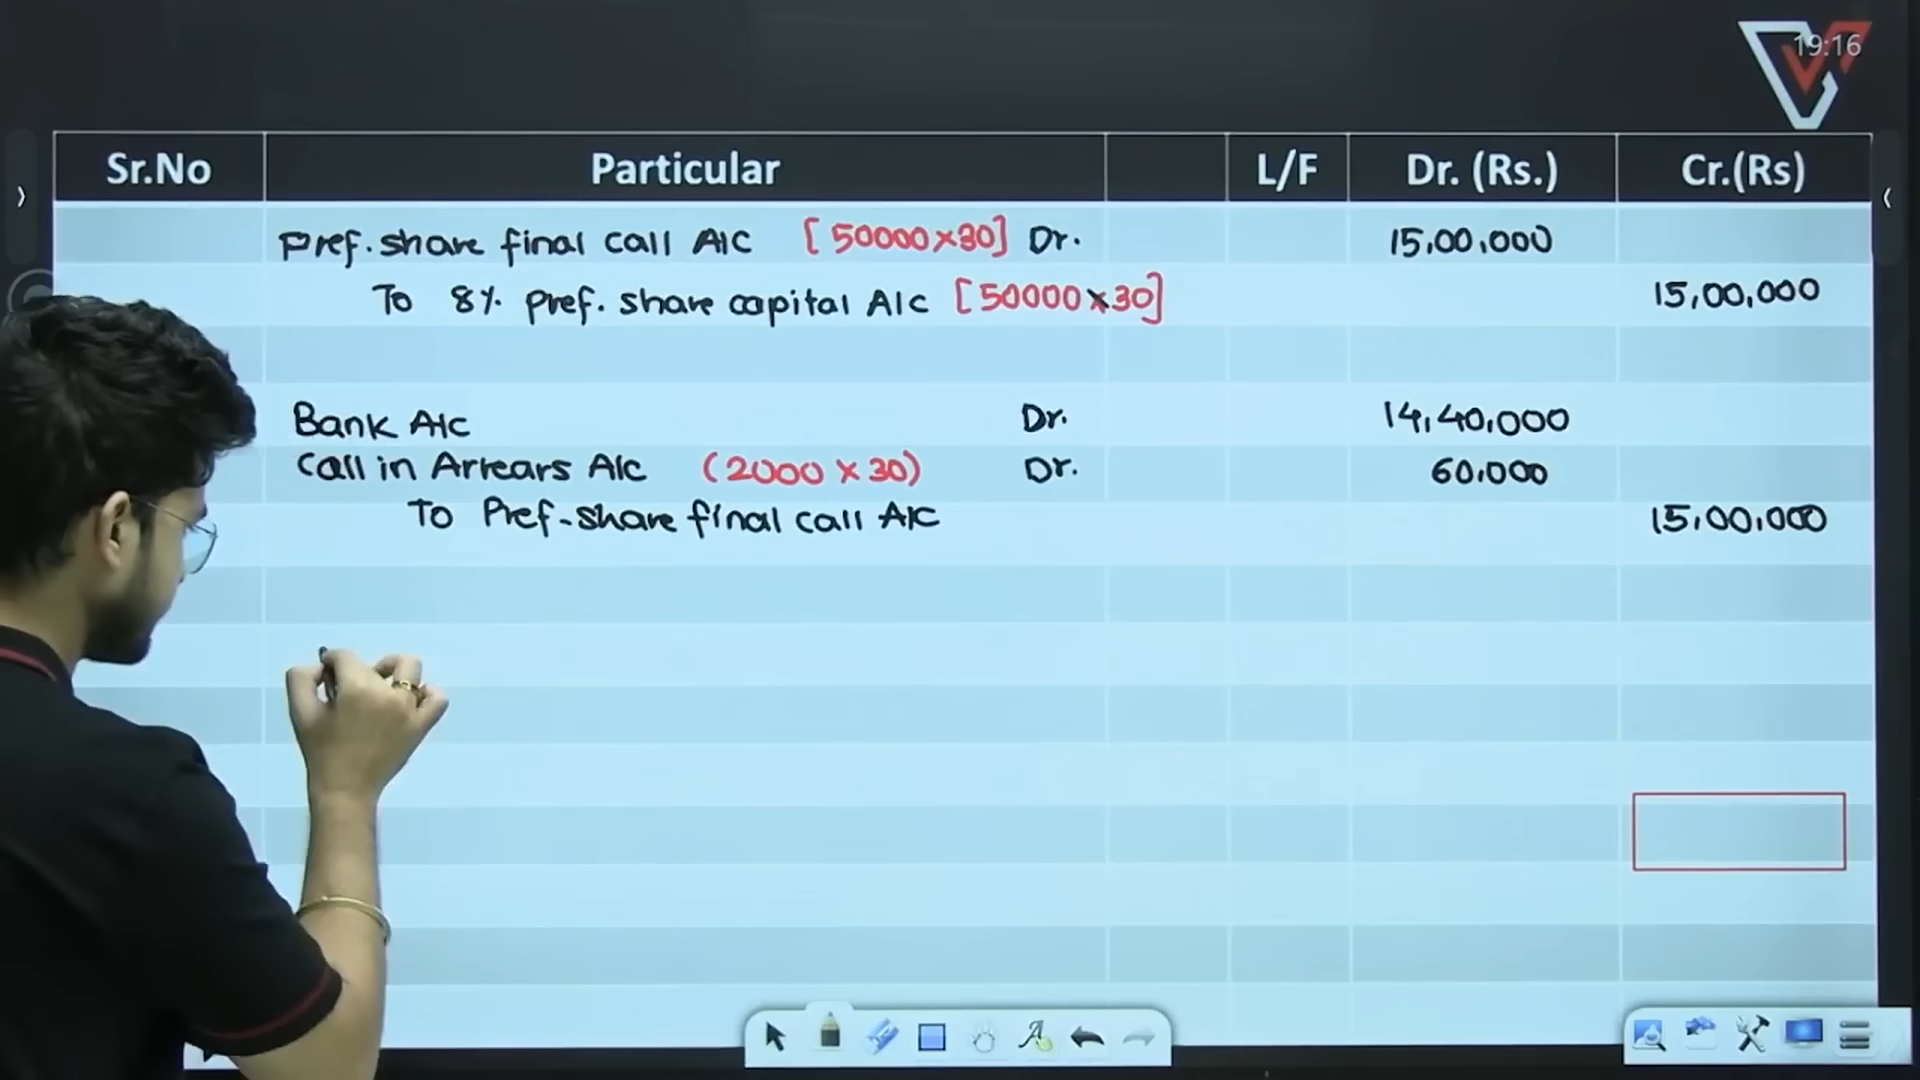 19:16
Sr.No Particular L/F Dr. (Rs.) Cr.(Rs)
Pref. share final call A/C [50000×30] Dr. 15,00,000
To 8% pref. share capital A/C [50000×30] 15,00,000
Bank A/C Dr. 14,40,000
Call in Arrears A/C (2000 × 30) Dr. 60,000
To Pref-share final call A/C 15,00,000